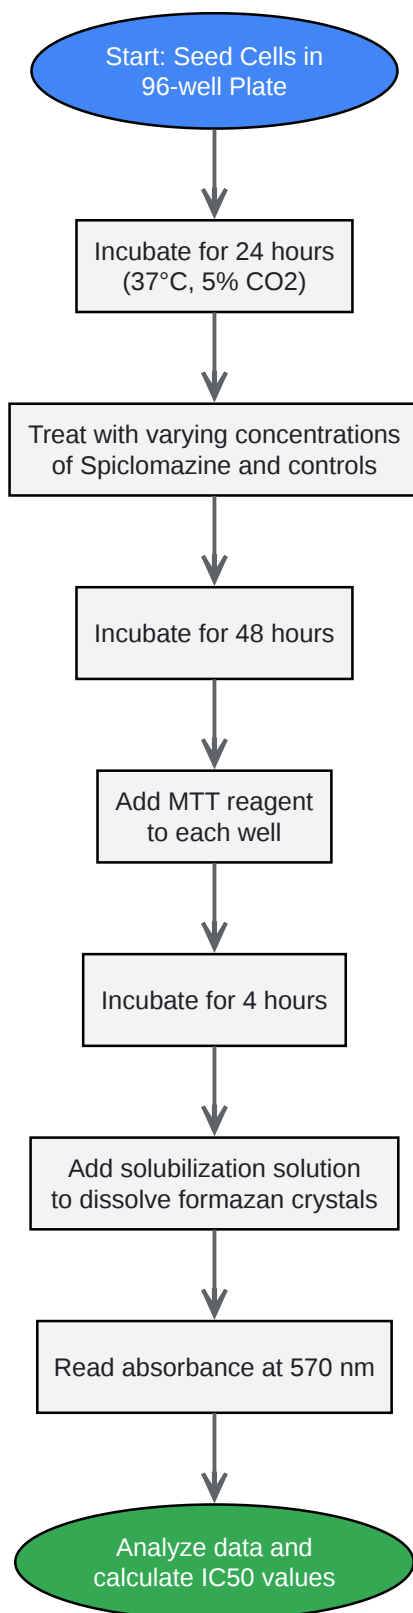 Start: Seed Cells in
96-well Plate
Incubate for 24 hours
(37°C, 5% CO2)
Treat with varying concentrations
of Spiclomazine and controls
Incubate for 48 hours
Add MTT reagent
to each well
Incubate for 4 hours
Add solubilization solution
to dissolve formazan crystals
Read absorbance at 570 nm
Analyze data and
calculate IC50 values